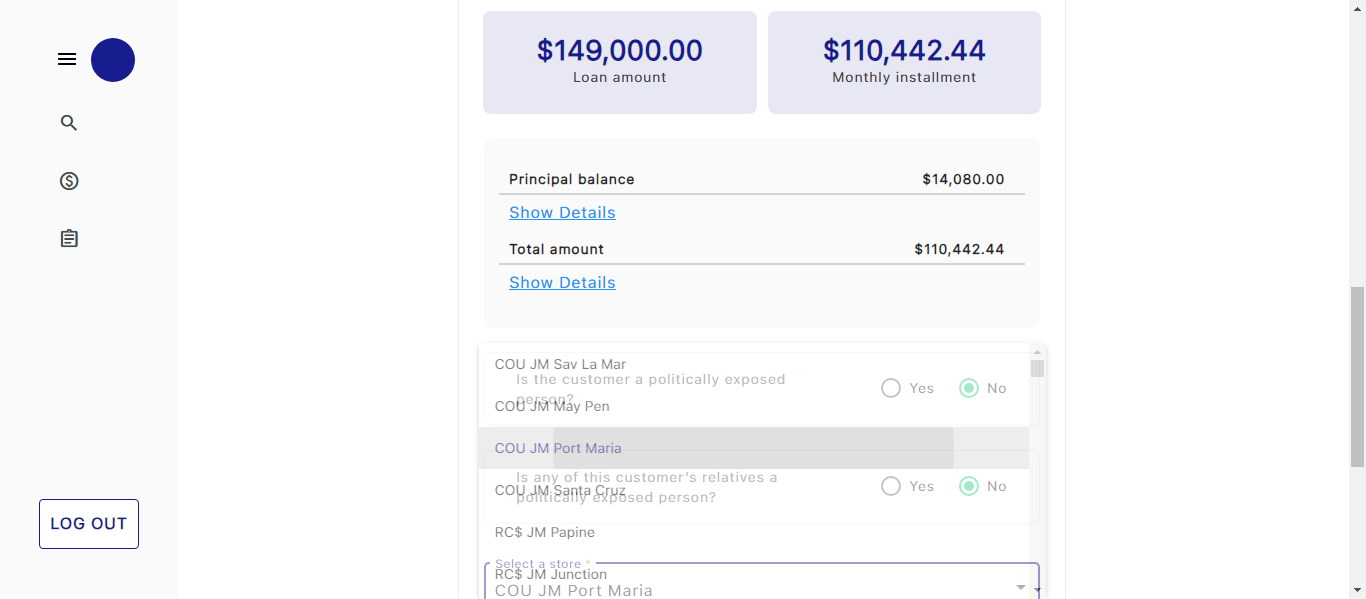 $149,000.00
Loan amount
$110,442.44
Monthly installment
Principal balance
$14,080.00
Show Details
Total amount
$110,442.44
Show Details
COU JM Sav La Mar
Is the customer a politically exposed
person?
Yes
No
COU JM May Pen
COU JM Port Maria
Is any of this customer's relatives a
politically exposed person?
Yes
No
COU JM Santa Cruz
RC$ JM Papine
Select a store *
RC$ JM Junction
COU JM Port Maria
LOG OUT